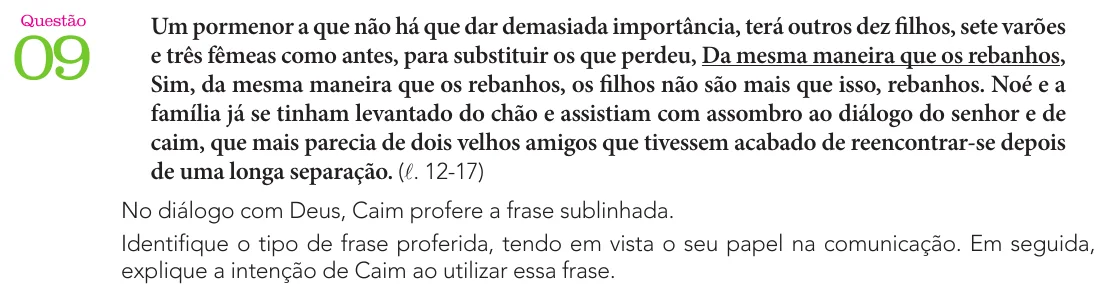 Questão
09
Um pormenor a que não há que dar demasiada importância, terá outros dez filhos, sete varões
e três fêmeas como antes, para substituir os que perdeu, Da mesma maneira que os rebanhos,
Sim, da mesma maneira que os rebanhos, os filhos não são mais que isso, rebanhos. Noé e a
família já se tinham levantado do chão e assistiam com assombro ao diálogo do senhor e de
caim, que mais parecia de dois velhos amigos que tivessem acabado de reencontrar-se depois
de uma longa separação. (ℓ. 12-17)
No diálogo com Deus, Caim profere a frase sublinhada.
Identifique o tipo de frase proferida, tendo em vista o seu papel na comunicação. Em seguida,
explique a intenção de Caim ao utilizar essa frase.